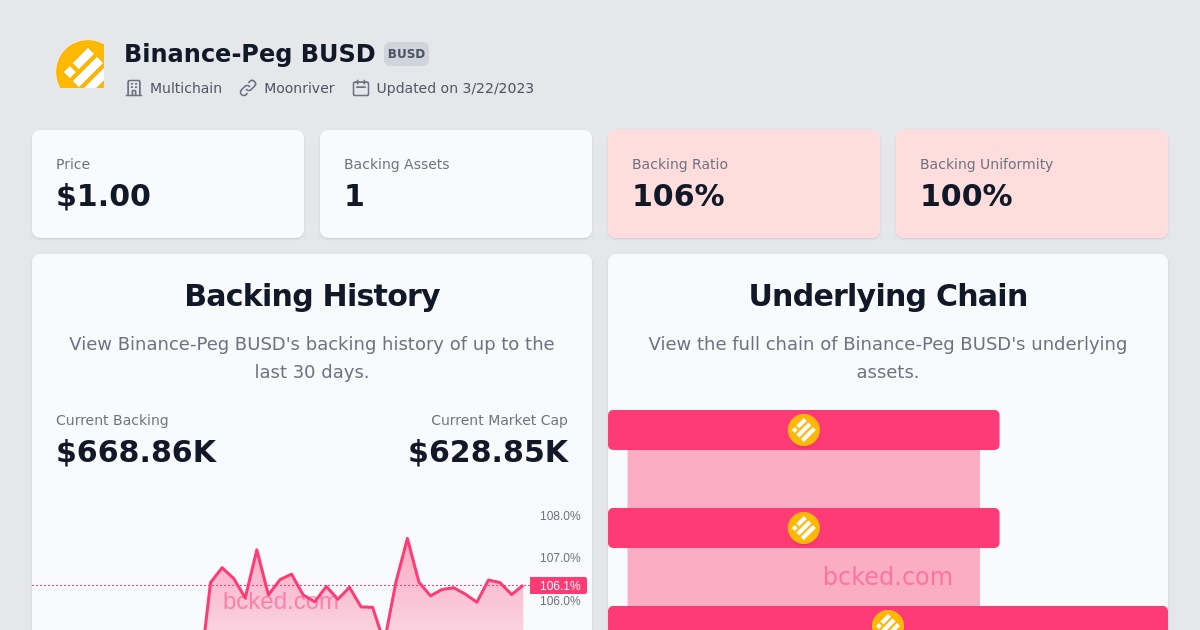 Binance-Peg BUSD BUSD
Multichain Moonriver Updated on 3/22/2023
Price
$1.00
Backing Assets
1
Backing Ratio
106%
Backing Uniformity
100%
Backing History
View Binance-Peg BUSD's backing history of up to the
last 30 days.
Current Backing
$668.86K
Current Market Cap
$628.85K
108.0%
107.0%
106.1%
106.0%
bcked.com
Underlying Chain
View the full chain of Binance-Peg BUSD's underlying
assets.
bcked.com